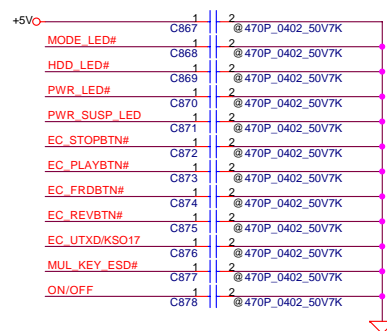 +5V 1 2
C867 @470P_0402_50V7K
MODE_LED# 1 2
C868 @470P_0402_50V7K
HDD_LED# 1 2
C869 @470P_0402_50V7K
PWR_LED# 1 2
C870 @470P_0402_50V7K
PWR_SUSP_LED 1 2
C871 @470P_0402_50V7K
EC_STOPBTN# 1 2
C872 @470P_0402_50V7K
EC_PLAYBTN# 1 2
C873 @470P_0402_50V7K
EC_FRDBTN# 1 2
C874 @470P_0402_50V7K
EC_REVBTN# 1 2
C875 @470P_0402_50V7K
EC_UTXD/KSO17 1 2
C876 @470P_0402_50V7K
MUL_KEY_ESD# 1 2
C877 @470P_0402_50V7K
ON/OFF 1 2
C878 @470P_0402_50V7K